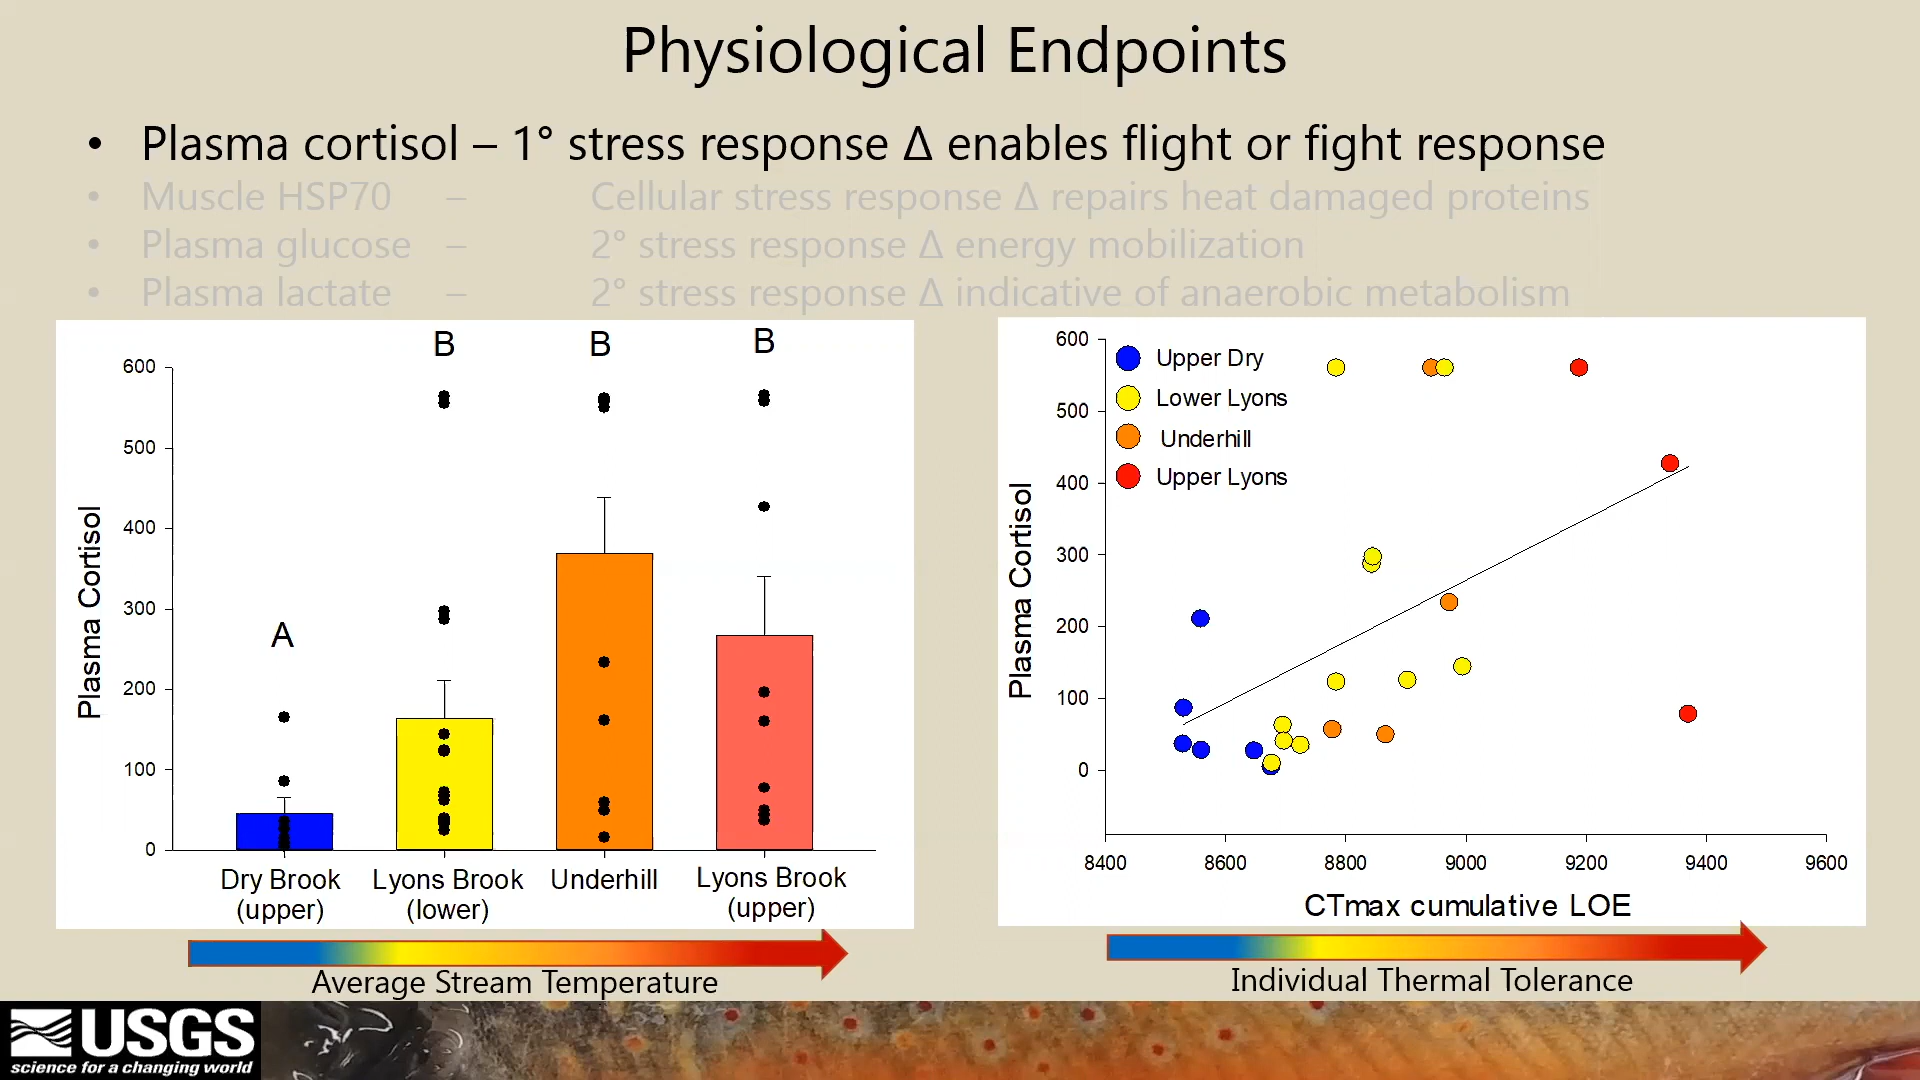 Physiological Endpoints
• Plasma cortisol – 1° stress response Δ enables flight or fight response
• Muscle HSP70 – Cellular stress response Δ repairs heat damaged proteins
• Plasma glucose – 2° stress response Δ energy mobilization
• Plasma lactate – 2° stress response Δ indicative of anaerobic metabolism
B B B
A
600
500
400
300
200
100
0
Plasma Cortisol
Dry Brook (upper)
Lyons Brook (lower)
Underhill
Lyons Brook (upper)
Average Stream Temperature
600
500
400
300
200
100
0
Plasma Cortisol
Upper Dry
Lower Lyons
Underhill
Upper Lyons
8400 8600 8800 9000 9200 9400 9600
CTmax cumulative LOE
Individual Thermal Tolerance
USGS
science for a changing world